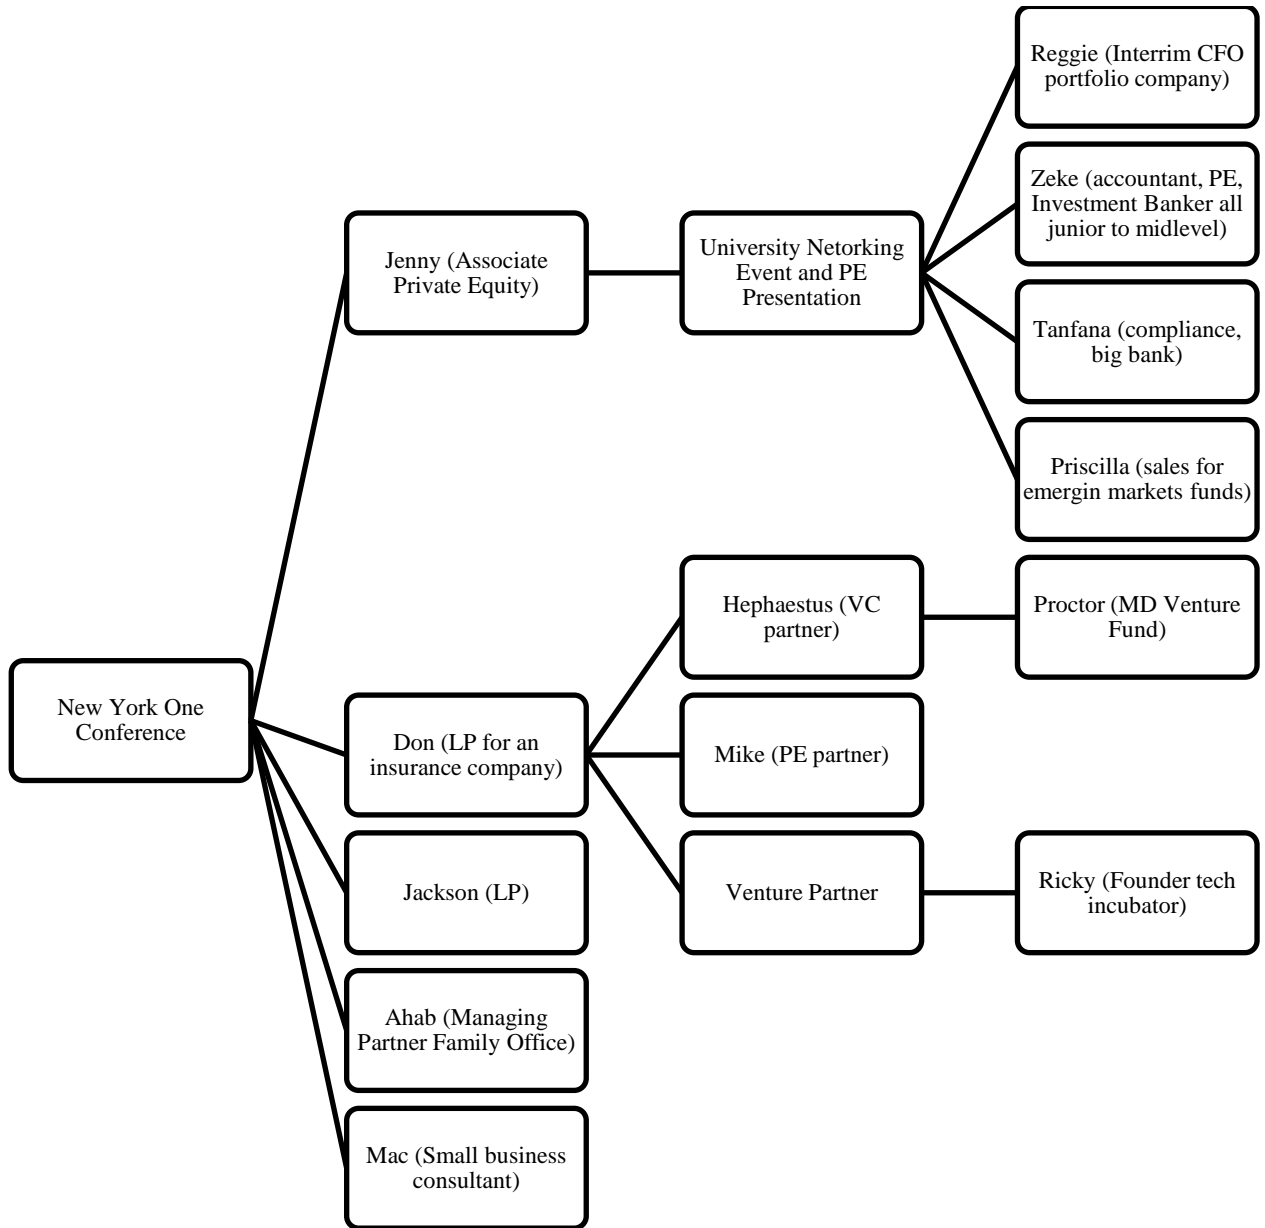 New York One
Conference
Jenny (Associate
Private Equity)
University Netorking
Event and PE
Presentation
Reggie (Interrim CFO
portfolio company)
Zeke (accountant, PE,
Investment Banker all
junior to midlevel)
Tanfana (compliance,
big bank)
Priscilla (sales for
emergin markets funds)
Don (LP for an
insurance company)
Hephaestus (VC
partner)
Proctor (MD Venture
Fund)
Mike (PE partner)
Venture Partner
Ricky (Founder tech
incubator)
Jackson (LP)
Ahab (Managing
Partner Family Office)
Mac (Small business
consultant)